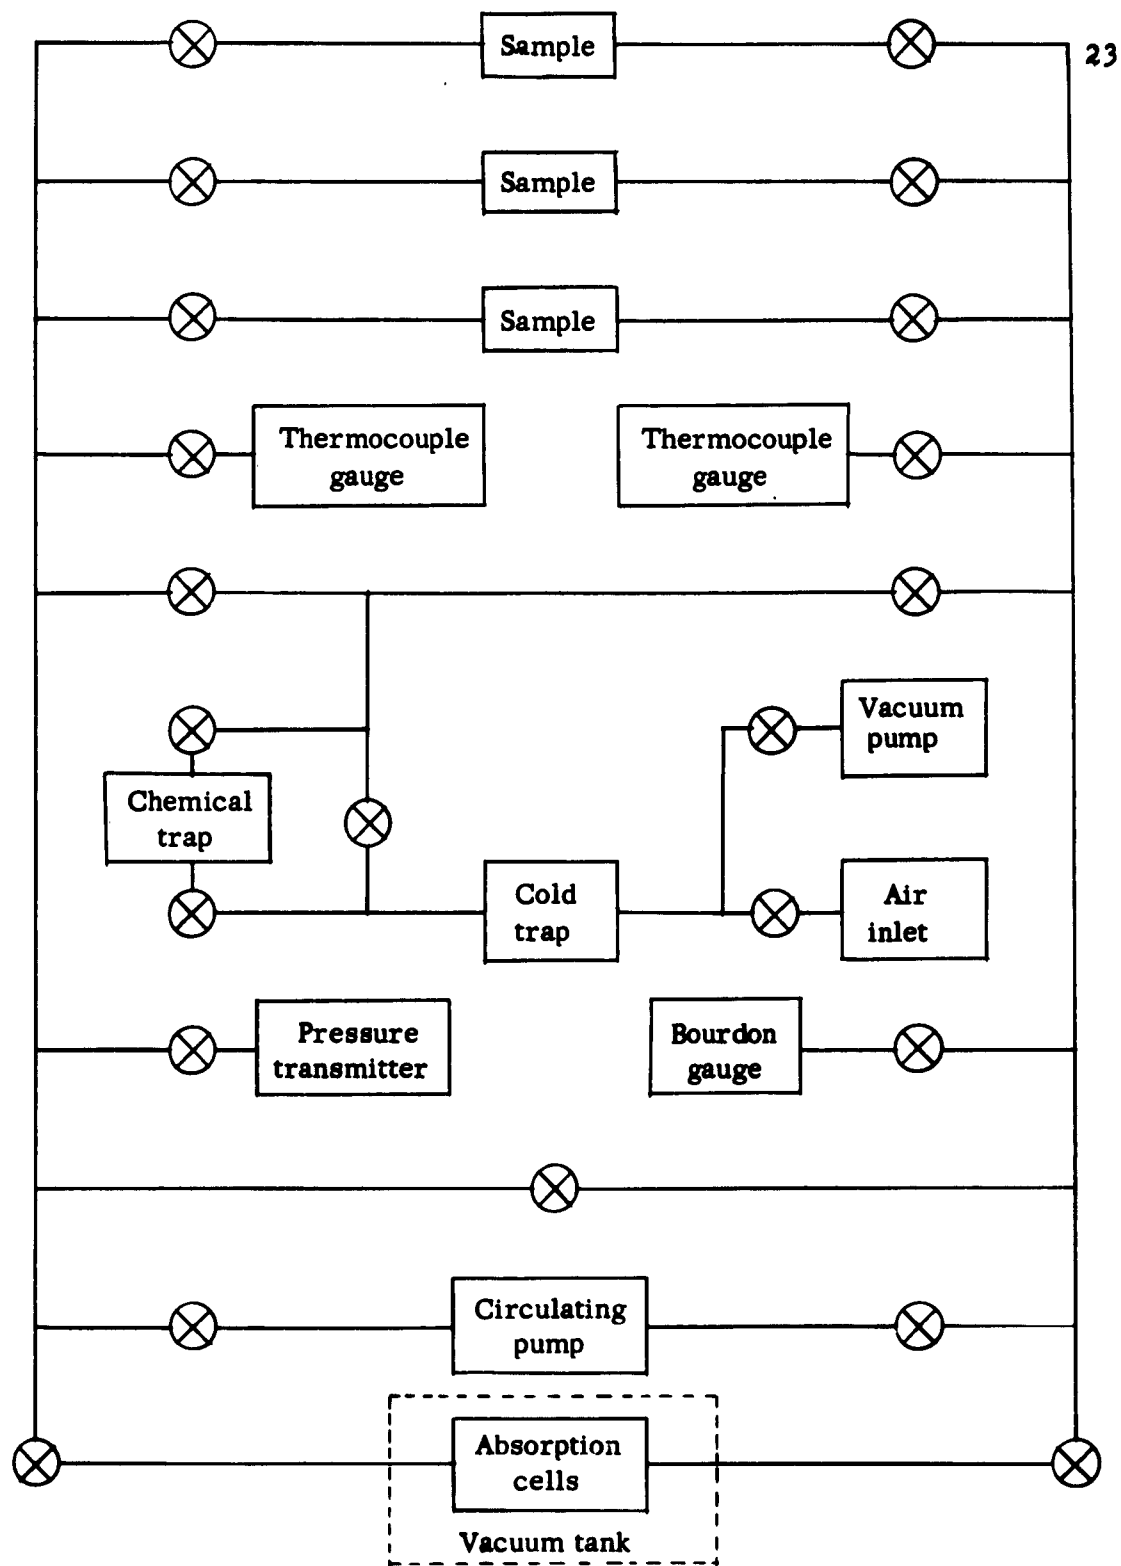 23
Sample
Sample
Sample
Thermocouple
gauge
Thermocouple
gauge
Vacuum
pump
Chemical
trap
Cold
trap
Air
inlet
Pressure
transmitter
Bourdon
gauge
Circulating
pump
Absorption
cells
Vacuum tank